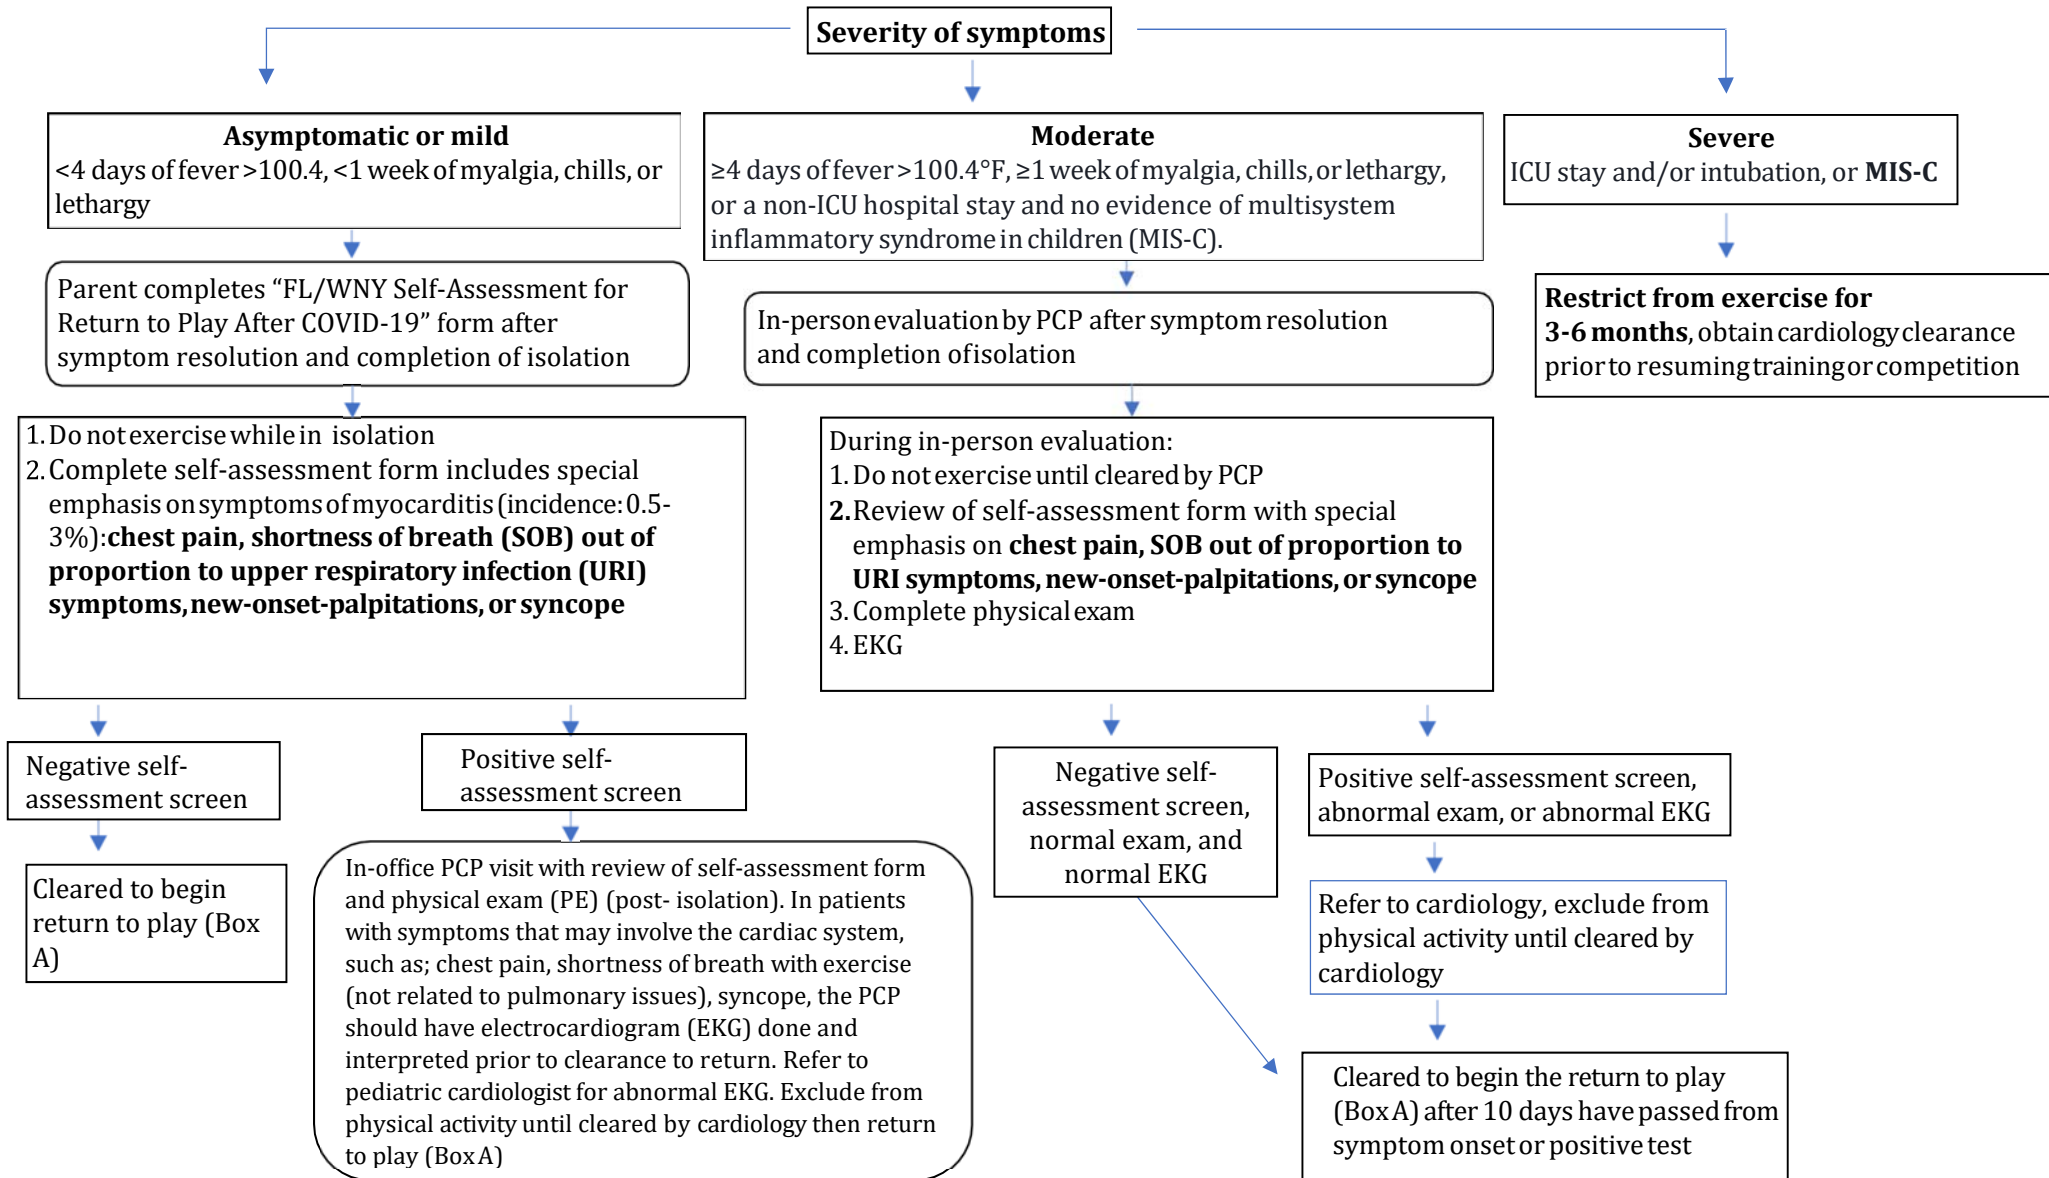 Severity of symptoms
Asymptomatic or mild
<4 days of fever >100.4, <1 week of myalgia, chills, or
lethargy
Parent completes “FL/WNY Self-Assessment for
Return to Play After COVID-19” form after
symptom resolution and completion of isolation
1. Do not exercise while in isolation
2. Complete self-assessment form includes special
emphasis on symptoms of myocarditis (incidence: 0.5-
3%): chest pain, shortness of breath (SOB) out of
proportion to upper respiratory infection (URI)
symptoms, new-onset-palpitations, or syncope
Negative self-
assessment screen
Cleared to begin
return to play (Box
A)
Positive self-
assessment screen
In-office PCP visit with review of self-assessment form
and physical exam (PE) (post- isolation). In patients
with symptoms that may involve the cardiac system,
such as; chest pain, shortness of breath with exercise
(not related to pulmonary issues), syncope, the PCP
should have electrocardiogram (EKG) done and
interpreted prior to clearance to return. Refer to
pediatric cardiologist for abnormal EKG. Exclude from
physical activity until cleared by cardiology then return
to play (Box A)
Moderate
≥4 days of fever >100.4°F, ≥1 week of myalgia, chills, or lethargy,
or a non-ICU hospital stay and no evidence of multisystem
inflammatory syndrome in children (MIS-C).
In-person evaluation by PCP after symptom resolution
and completion of isolation
During in-person evaluation:
1. Do not exercise until cleared by PCP
2. Review of self-assessment form with special
emphasis on chest pain, SOB out of proportion to
URI symptoms, new-onset-palpitations, or syncope
3. Complete physical exam
4. EKG
Negative self-
assessment screen,
normal exam, and
normal EKG
Positive self-assessment screen,
abnormal exam, or abnormal EKG
Refer to cardiology, exclude from
physical activity until cleared by
cardiology
Cleared to begin the return to play
(Box A) after 10 days have passed from
symptom onset or positive test
Severe
ICU stay and/or intubation, or MIS-C
Restrict from exercise for
3-6 months, obtain cardiology clearance
prior to resuming training or competition